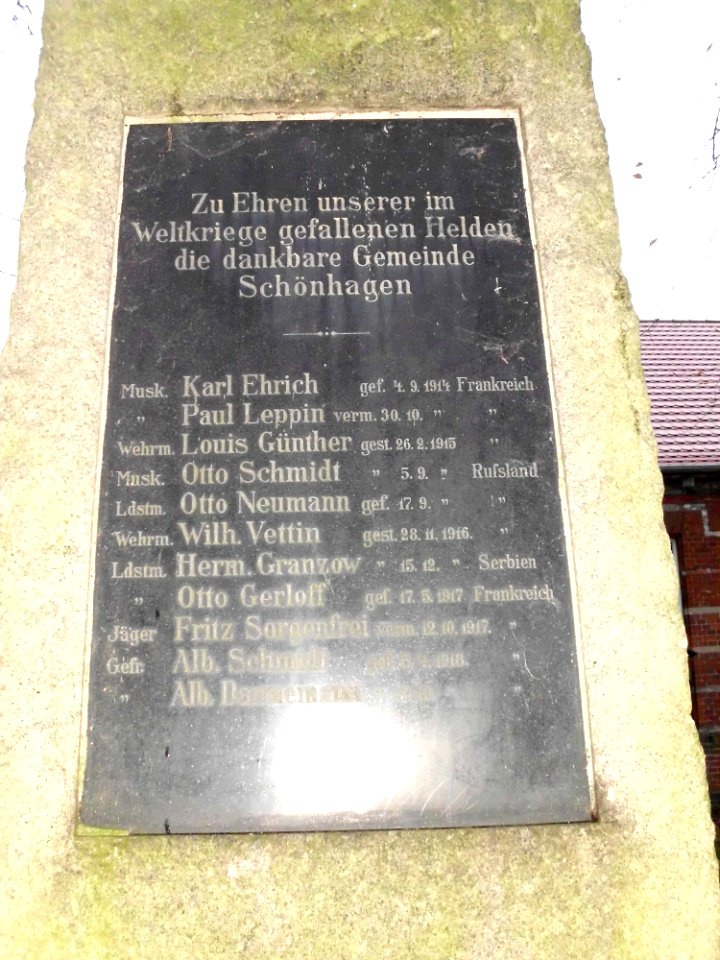 Zu Ehren unserer im
Weltkriege gefallenen Helden
die dankbare Gemeinde
Schönhagen
Musk. Karl Ehrich gef. 4. 9. 1914 Frankreich
" Paul Leppin verm. 30. 10. " "
Wehrm. Louis Günther gest. 26. 2. 1915 "
Musk. Otto Schmidt " 5. 9. " Rufsland
Ldstm. Otto Neumann gef. 17. 9. " "
Wehrm. Wilh. Vettin gest. 28. 11. 1916. "
Ldstm. Herm. Granzow " 15. 12. " Serbien
" Otto Gerloff gef. 17. 5. 1917 Frankreich
Jäger Fritz Sorgenfrei verm. 12. 10. 1917. "
Gefr. Alb. Schmidt 1918. "
" Alb. "